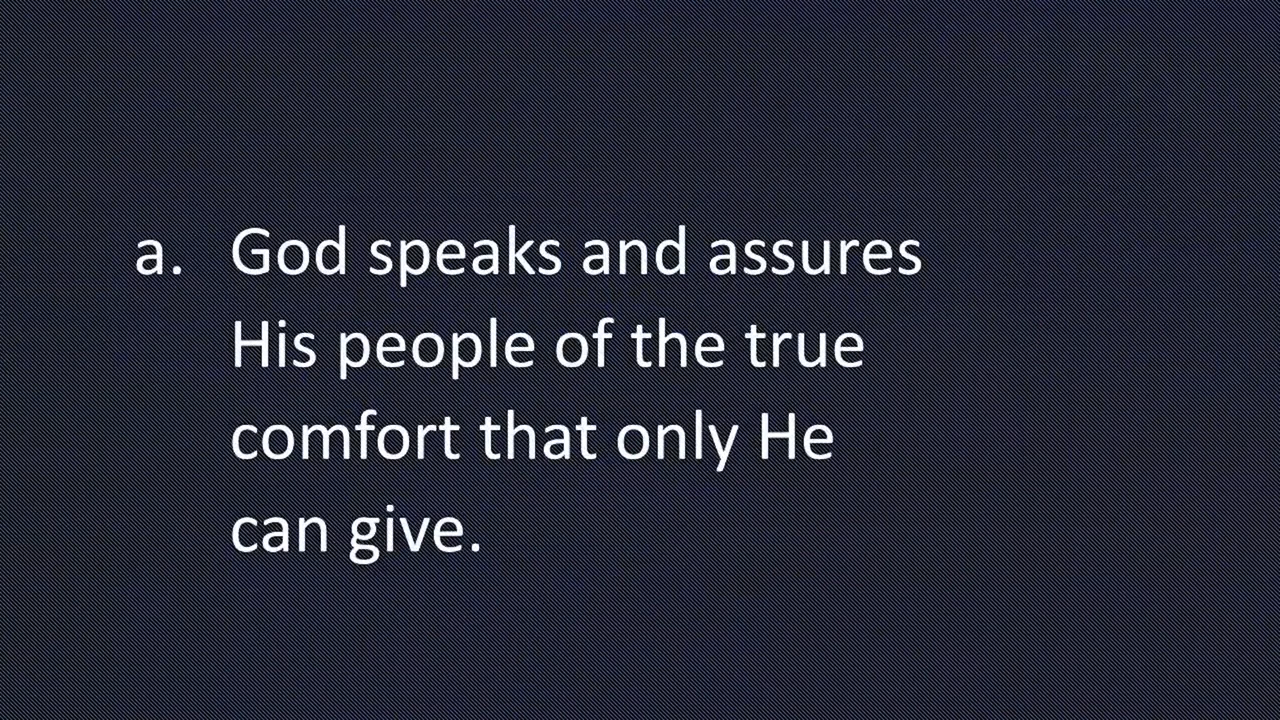 a. God speaks and assures
His people of the true
comfort that only He
can give.